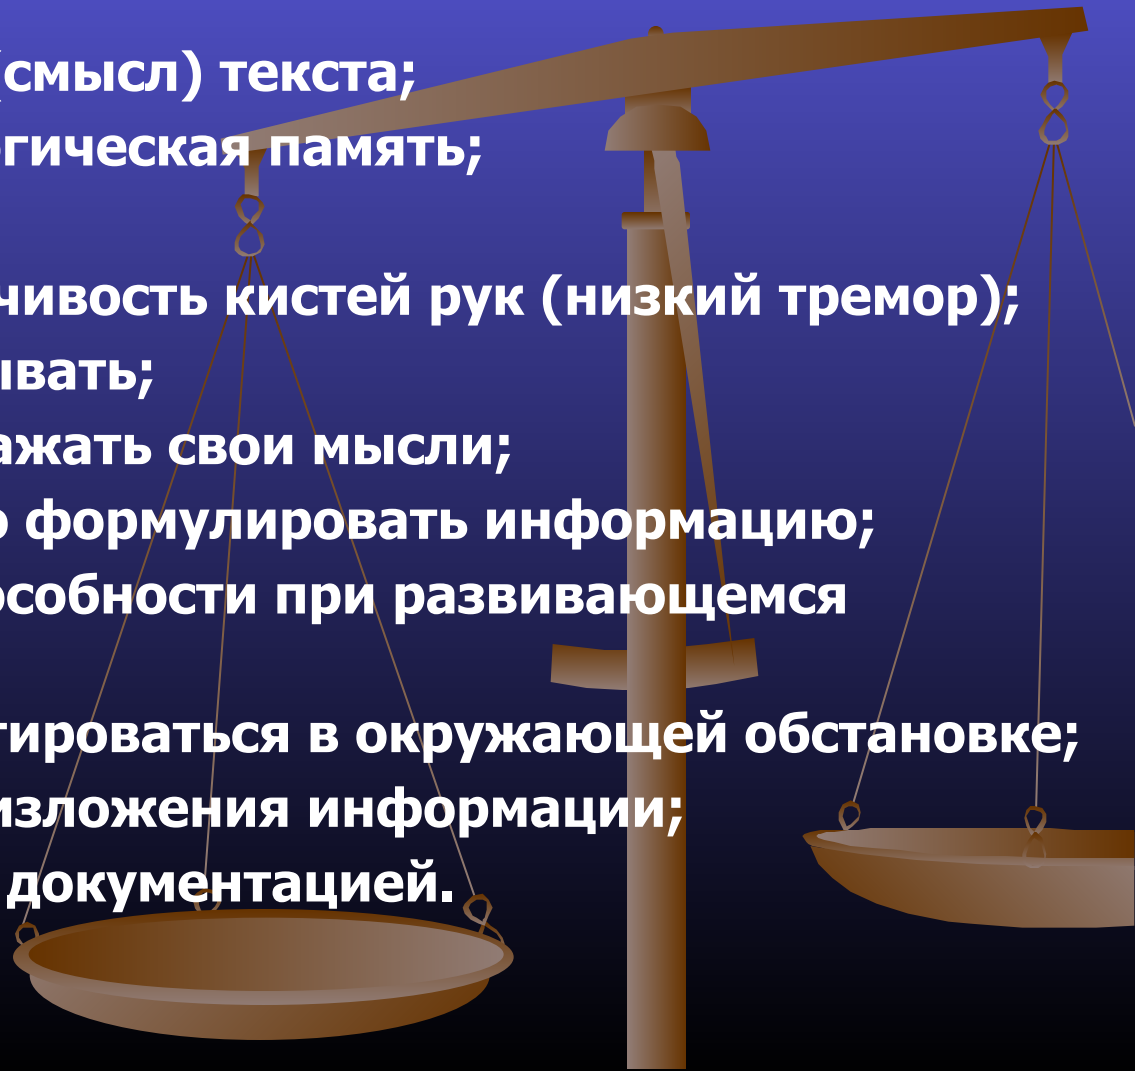 (смысл) текста;
гическая память;
чивость кистей рук (низкий тремор);
ывать;
ажать свои мысли;
о формулировать информацию;
особности при развивающемся
тироваться в окружающей обстановке;
изложения информации;
документацией.